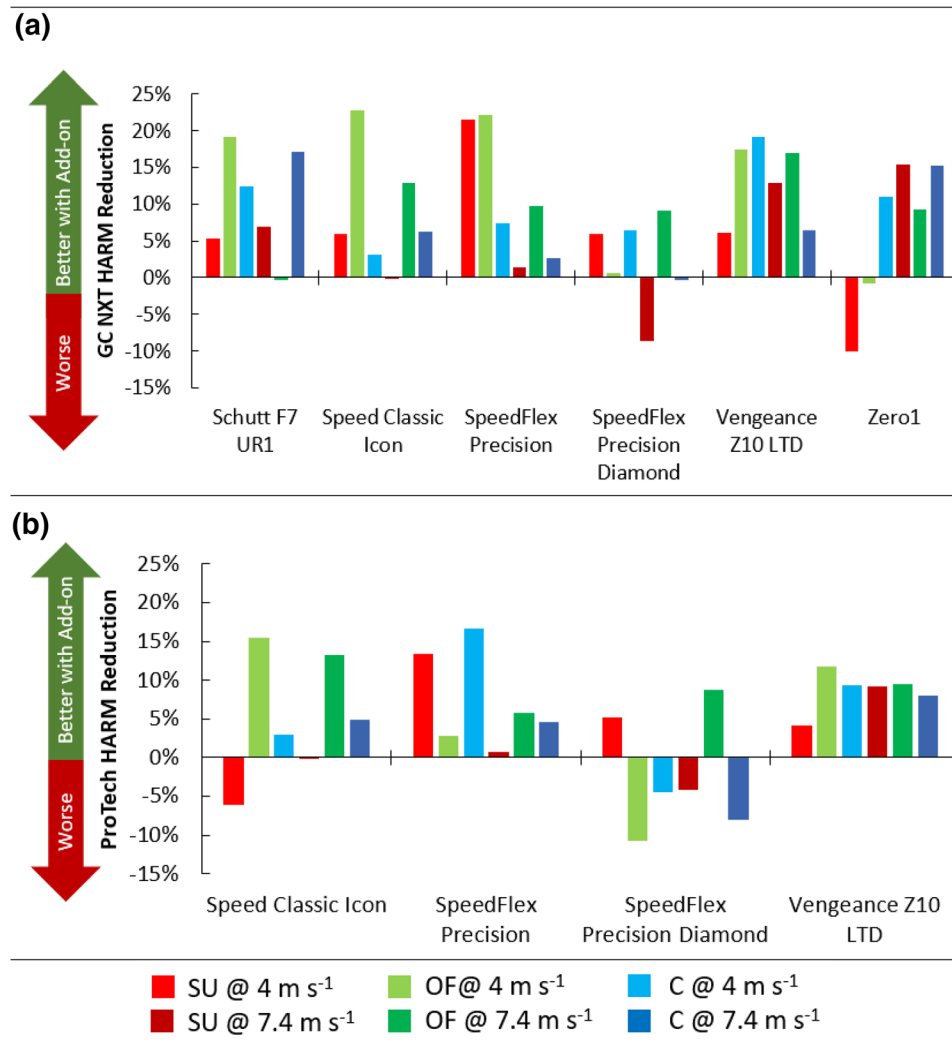 (a)
Better with Add-on
Worse
GC NXT HARM Reduction
25%
20%
15%
10%
5%
0%
-5%
-10%
-15%
Schutt F7
UR1
Speed Classic
Icon
SpeedFlex
Precision
SpeedFlex
Precision
Diamond
Vengeance
Z10 LTD
Zero1
(b)
Better with Add-on
Worse
ProTech HARM Reduction
25%
20%
15%
10%
5%
0%
-5%
-10%
-15%
Speed Classic Icon
SpeedFlex
Precision
SpeedFlex
Precision Diamond
Vengeance Z10
LTD
SU @ 4 m s⁻¹
OF@ 4 m s⁻¹
C @ 4 m s⁻¹
SU @ 7.4 m s⁻¹
OF @ 7.4 m s⁻¹
C @ 7.4 m s⁻¹